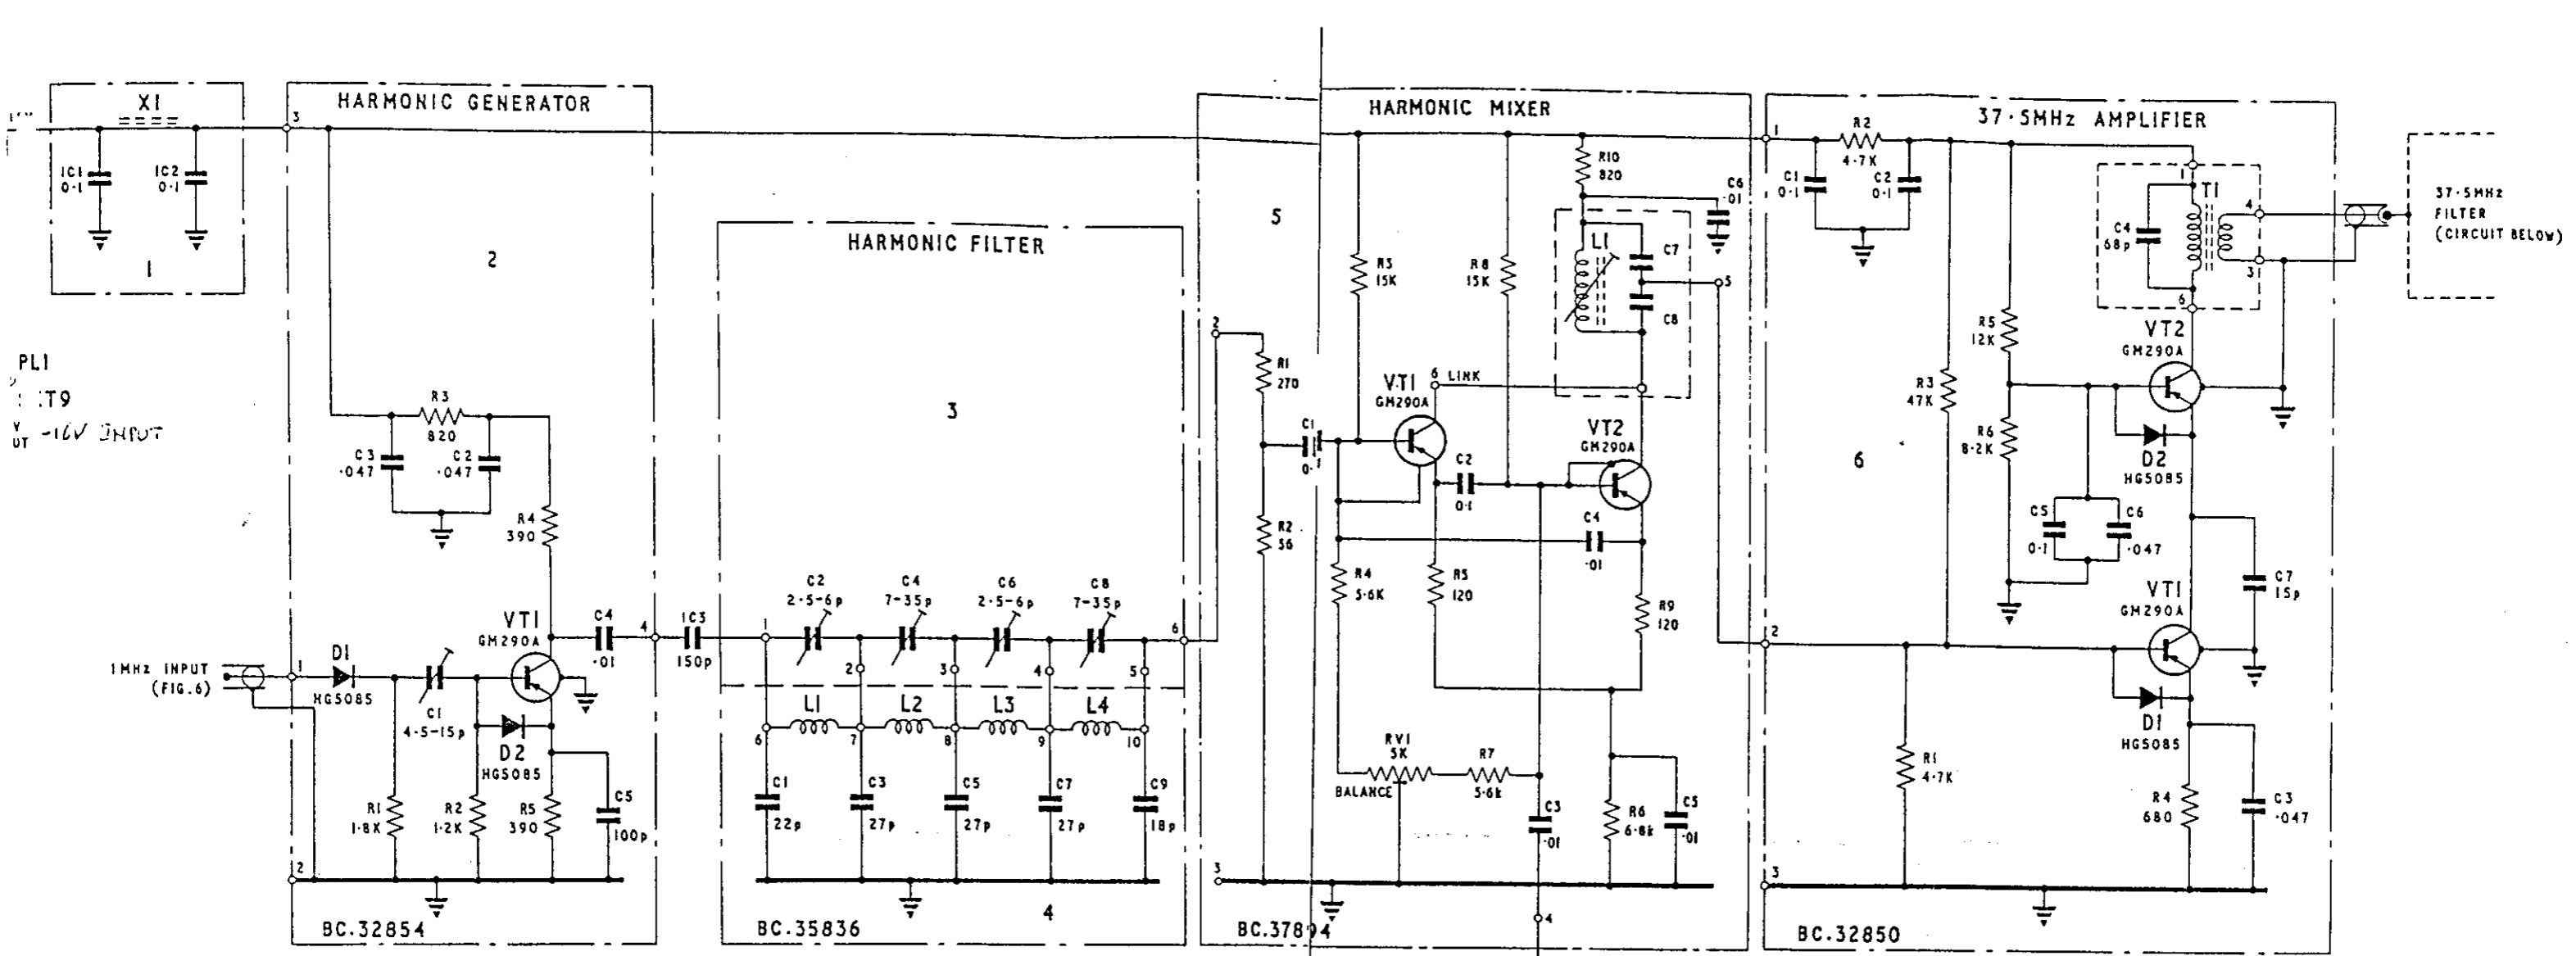 X1
1C1
0·1
1C2
0·1
1
PL1
-16V INPUT
HARMONIC GENERATOR
3
2
R3
820
C3
·047
C2
·047
R4
390
VT1
GM290A
C4
·01
4
1C3
150p
1MHz INPUT
(FIG.6)
1
D1
HG5085
C1
4·5-15p
D2
HG5085
R1
1·8K
R2
1·2K
R5
390
C5
100p
2
BC.32854
HARMONIC FILTER
3
C2
2·5-6p
C4
7-35p
C6
2·5-6p
C8
7-35p
1
2
3
4
5
6
L1
L2
L3
L4
6
7
8
9
10
C1
22p
C3
27p
C5
27p
C7
27p
C9
18p
4
BC.35836
HARMONIC MIXER
5
2
R1
270
C1
0·1
R2
56
R3
15K
R8
15K
R10
820
C6
·01
L1
C7
C8
5
6 LINK
VT1
GM290A
VT2
GM290A
C2
0·1
C4
·01
R4
5·6K
R5
120
R9
120
RV1
5K
BALANCE
R7
5·6k
C3
·01
R6
6·8k
C5
·01
3
4
BC.37894
37·5MHz AMPLIFIER
1
R2
4·7K
C1
0·1
C2
0·1
1
T1
C4
68p
4
3
6
37·5MHz
FILTER
(CIRCUIT BELOW)
R5
12K
VT2
GM290A
R3
47K
R6
8·2K
D2
HG5085
6
C5
0·1
C6
·047
C7
15p
VT1
GM290A
2
D1
HG5085
R1
4·7K
R4
680
C3
·047
3
BC.32850